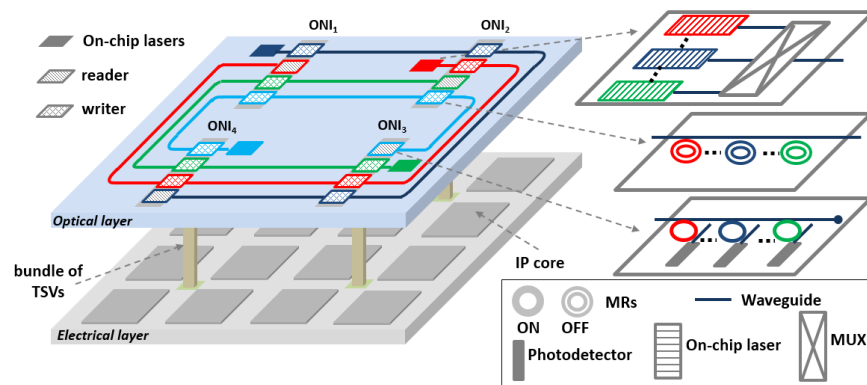 ONI1
ONI2
On-chip lasers
reader
writer
ONI4
ONI3
Optical layer
bundle of
TSVs
IP core
Electrical layer
MRs
Waveguide
ON
OFF
Photodetector
On-chip laser
MUX